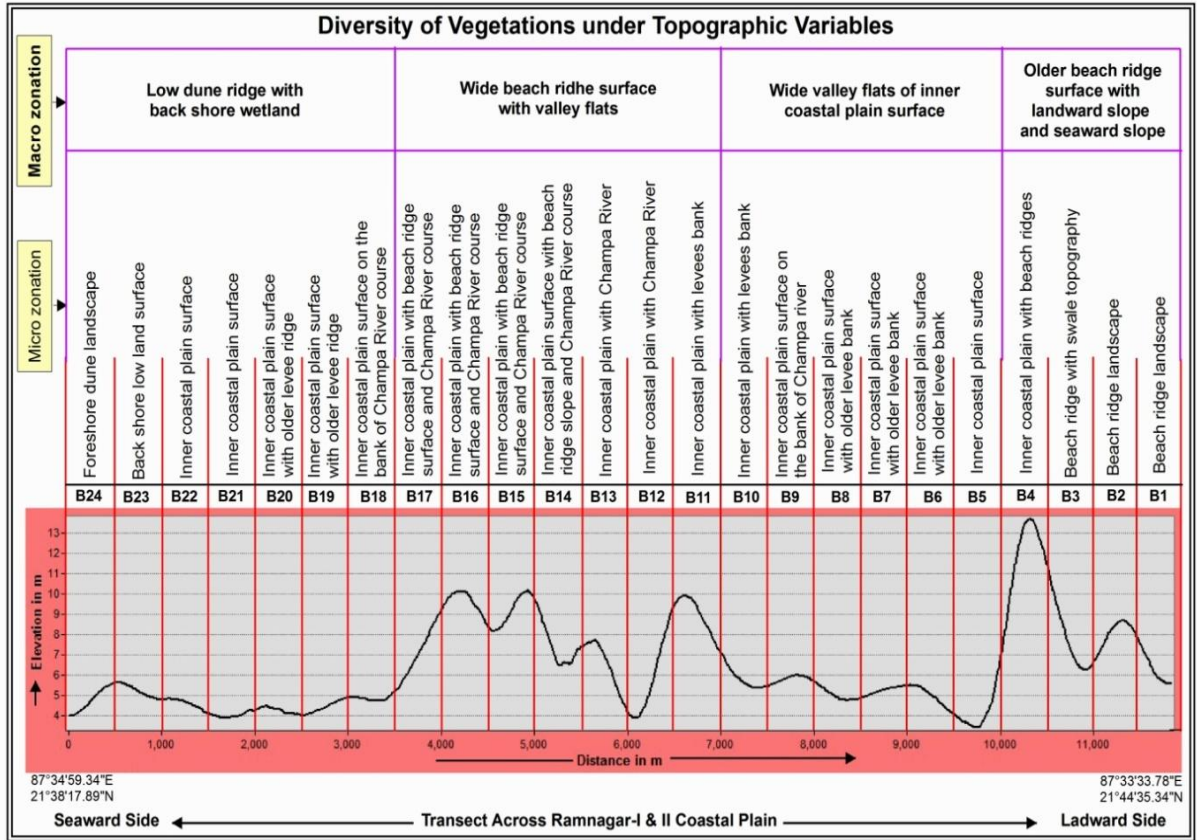 Diversity of Vegetations under Topographic Variables
Macro zonation
Low dune ridge with
back shore wetland
Wide beach ridhe surface
with valley flats
Wide valley flats of inner
coastal plain surface
Older beach ridge
surface with
landward slope
and seaward slope
Micro zonation
Foreshore dune landscape
Back shore low land surface
Inner coastal plain surface
Inner coastal plain surface
Inner coastal plain surface
with older levee ridge
Inner coastal plain surface
with older levee ridge
Inner coastal plain surface on the
bank of Champa River course
Inner coastal plain with beach ridge
surface and Champa River course
Inner coastal plain with beach ridge
surface and Champa River course
Inner coastal plain with beach ridge
surface and Champa River course
Inner coastal plain surface with beach
ridge slope and Champa River course
Inner coastal plain with Champa River
Inner coastal plain with Champa River
Inner coastal plain with levees bank
Inner coastal plain with levees bank
Inner coastal plain surface on
the bank of Champa river
Inner coastal plain surface
with older levee bank
Inner coastal plain surface
with older levee bank
Inner coastal plain surface
with older levee bank
Inner coastal plain surface
Inner coastal plain with beach ridges
Beach ridge with swale topography
Beach ridge landscape
Beach ridge landscape
B24 B23 B22 B21 B20 B19 B18 B17 B16 B15 B14 B13 B12 B11 B10 B9 B8 B7 B6 B5 B4 B3 B2 B1
Elevation in m
13
12
11
10
9
8
7
6
5
4
0 1,000 2,000 3,000 4,000 5,000 6,000 7,000 8,000 9,000 10,000 11,000
Distance in m
87°34'59.34"E
21°38'17.89"N
87°33'33.78"E
21°44'35.34"N
Seaward Side Transect Across Ramnagar-I & II Coastal Plain Ladward Side